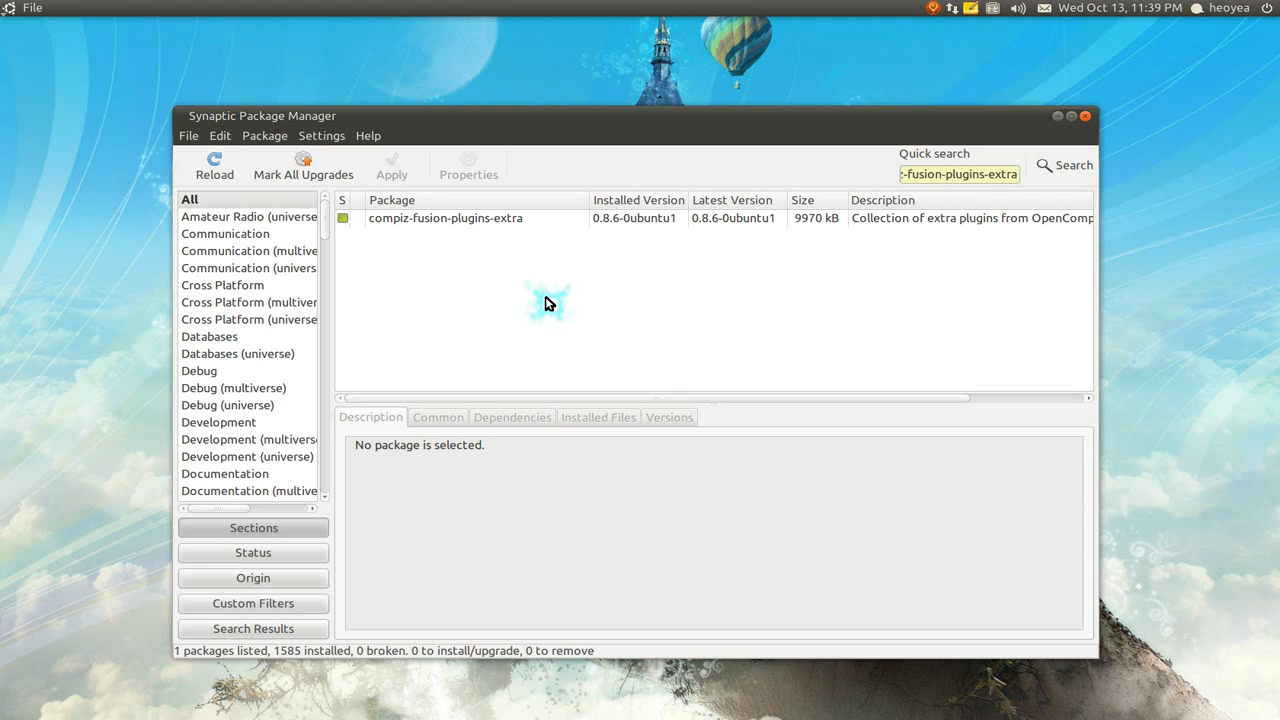 File
Wed Oct 13, 11:39 PM
heoyea
Synaptic Package Manager
File Edit Package Settings Help
Reload
Mark All Upgrades
Apply
Properties
Quick search
:-fusion-plugins-extra
Search
All
Amateur Radio (universe
Communication
Communication (multive
Communication (univers
Cross Platform
Cross Platform (multiver
Cross Platform (universe
Databases
Databases (universe)
Debug
Debug (multiverse)
Debug (universe)
Development
Development (multivers
Development (universe)
Documentation
Documentation (multive
Sections
Status
Origin
Custom Filters
Search Results
S Package Installed Version Latest Version Size Description
compiz-fusion-plugins-extra 0.8.6-0ubuntu1 0.8.6-0ubuntu1 9970 kB Collection of extra plugins from OpenComp
Description Common Dependencies Installed Files Versions
No package is selected.
1 packages listed, 1585 installed, 0 broken. 0 to install/upgrade, 0 to remove